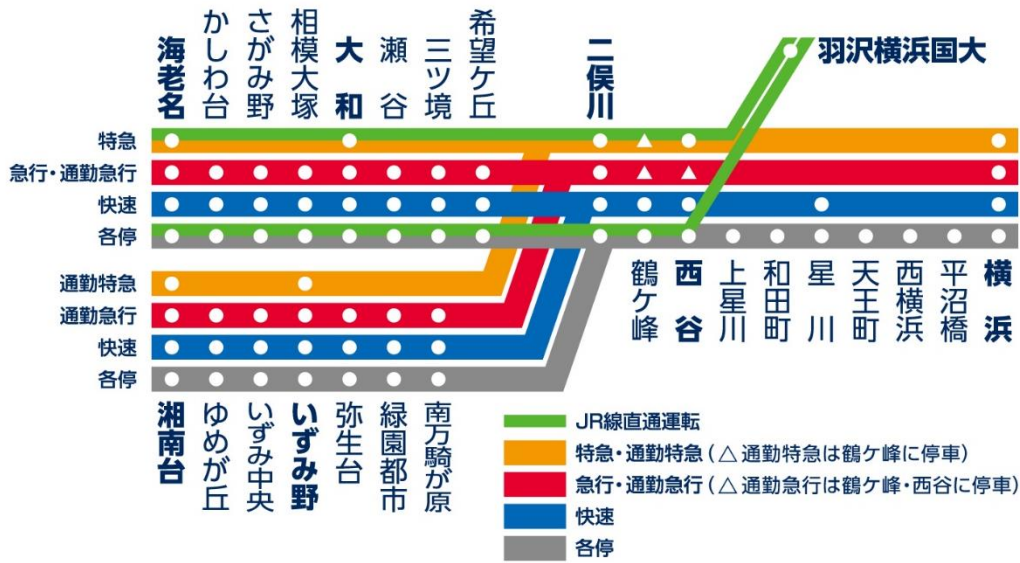 海老名
かしわ台
さがみ野
相模大塚
大和
瀬谷
三ツ境
希望ケ丘
二俣川
羽沢横浜国大
特急
急行・通勤急行
快速
各停
通勤特急
通勤急行
快速
各停
鶴ケ峰
西谷
上星川
和田町
星川
天王町
西横浜
平沼橋
横浜
湘南台
ゆめが丘
いずみ中央
いずみ野
弥生台
緑園都市
南万騎が原
JR線直通運転
特急・通勤特急（△通勤特急は鶴ケ峰に停車）
急行・通勤急行（△通勤急行は鶴ケ峰・西谷に停車）
快速
各停